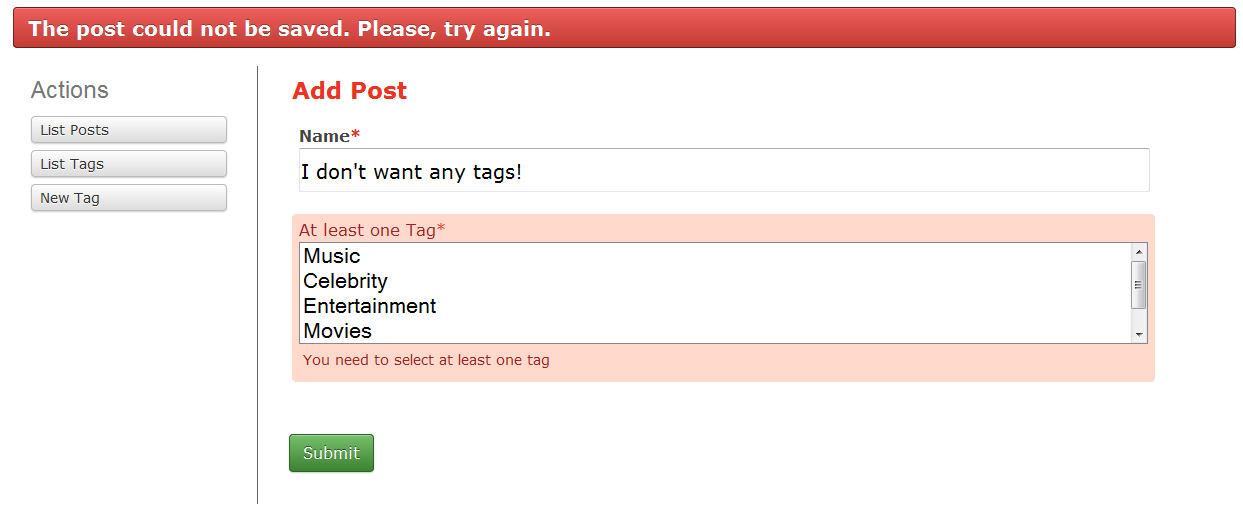 The post could not be saved. Please, try again.
Actions
List Posts
List Tags
New Tag
Add Post
Name*
I don't want any tags!
At least one Tag*
Music
Celebrity
Entertainment
Movies
You need to select at least one tag
Submit